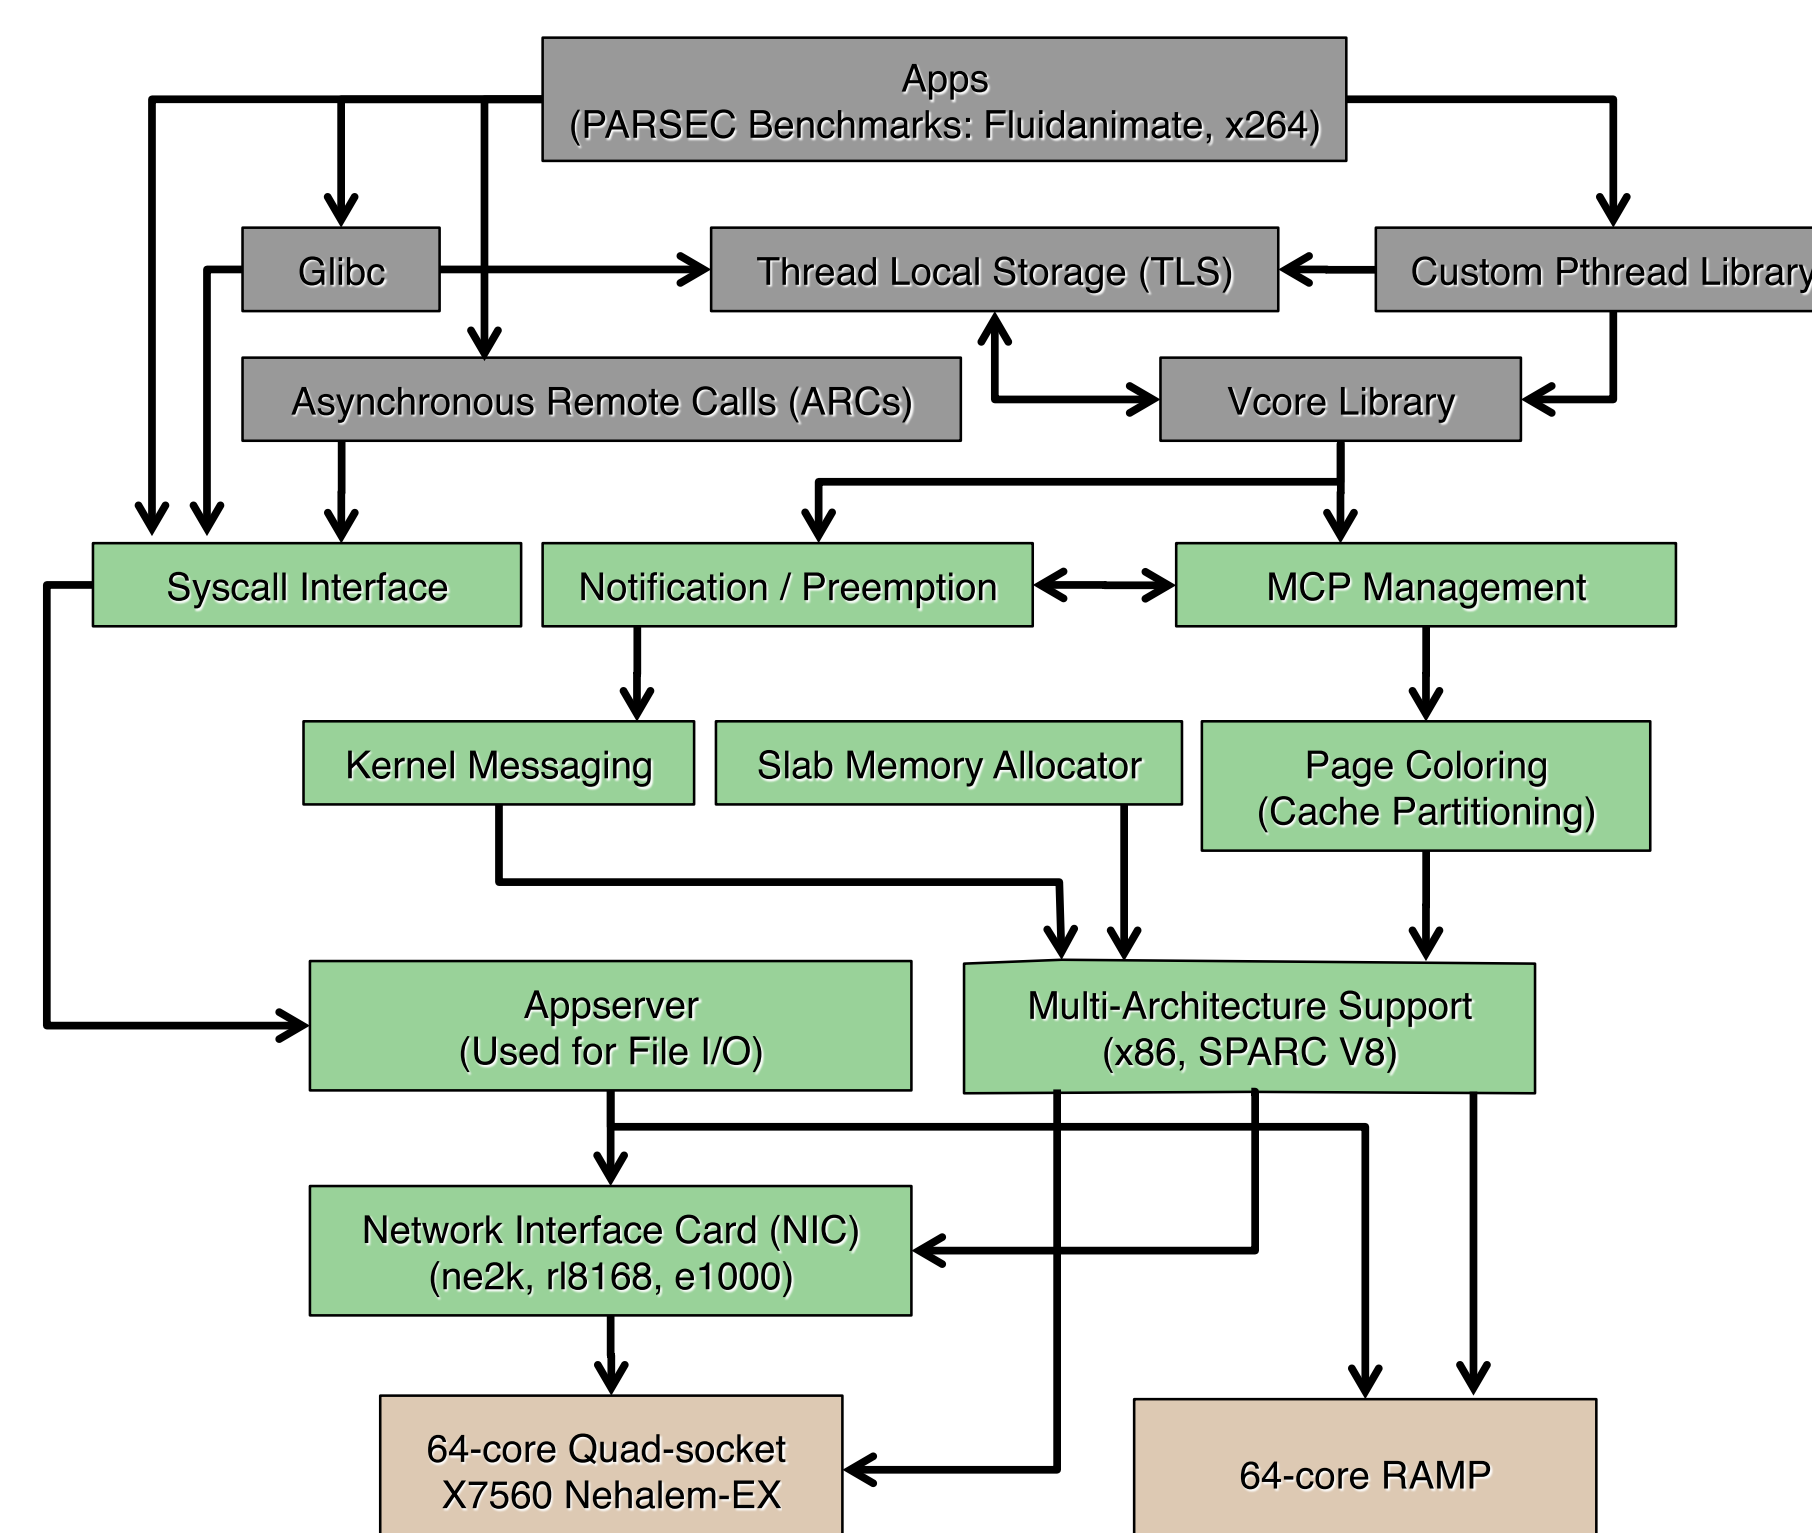 Apps
(PARSEC Benchmarks: Fluidanimate, x264)
Glibc
Thread Local Storage (TLS)
Custom Pthread Library
Asynchronous Remote Calls (ARCs)
Vcore Library
Syscall Interface
Notification / Preemption
MCP Management
Kernel Messaging
Slab Memory Allocator
Page Coloring
(Cache Partitioning)
Appserver
(Used for File I/O)
Multi-Architecture Support
(x86, SPARC V8)
Network Interface Card (NIC)
(ne2k, rl8168, e1000)
64-core Quad-socket
X7560 Nehalem-EX
64-core RAMP